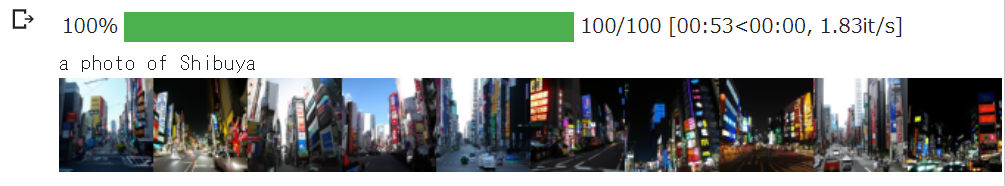 100% 100/100 [00:53<00:00, 1.83it/s]
a photo of Shibuya